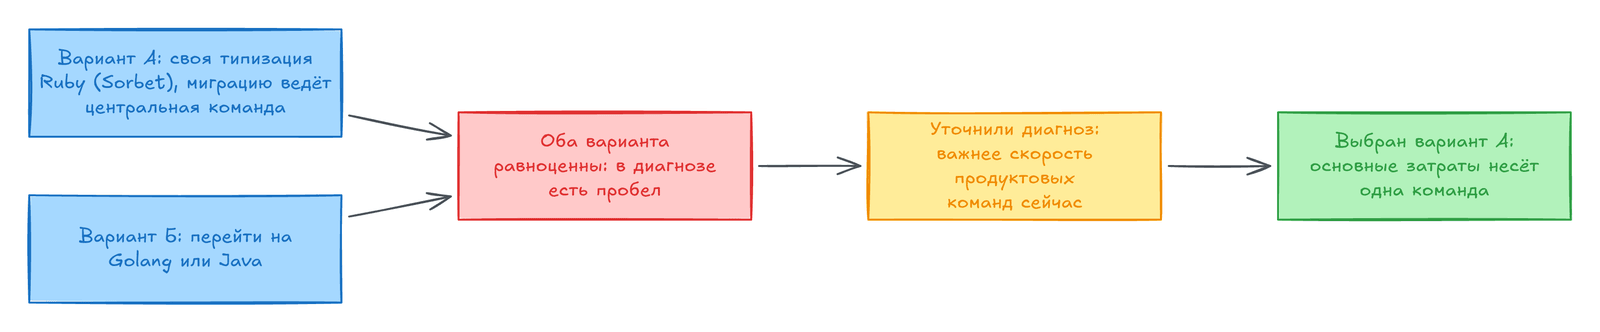 Вариант А: своя типизация
Ruby (Sorbet), миграцию ведёт
центральная команда
Вариант Б: перейти на
Golang или Java
Оба варианта
равноценны: в диагнозе
есть пробел
Уточнили диагноз:
важнее скорость
продуктовых
команд сейчас
Выбран вариант А:
основные затраты несёт
одна команда